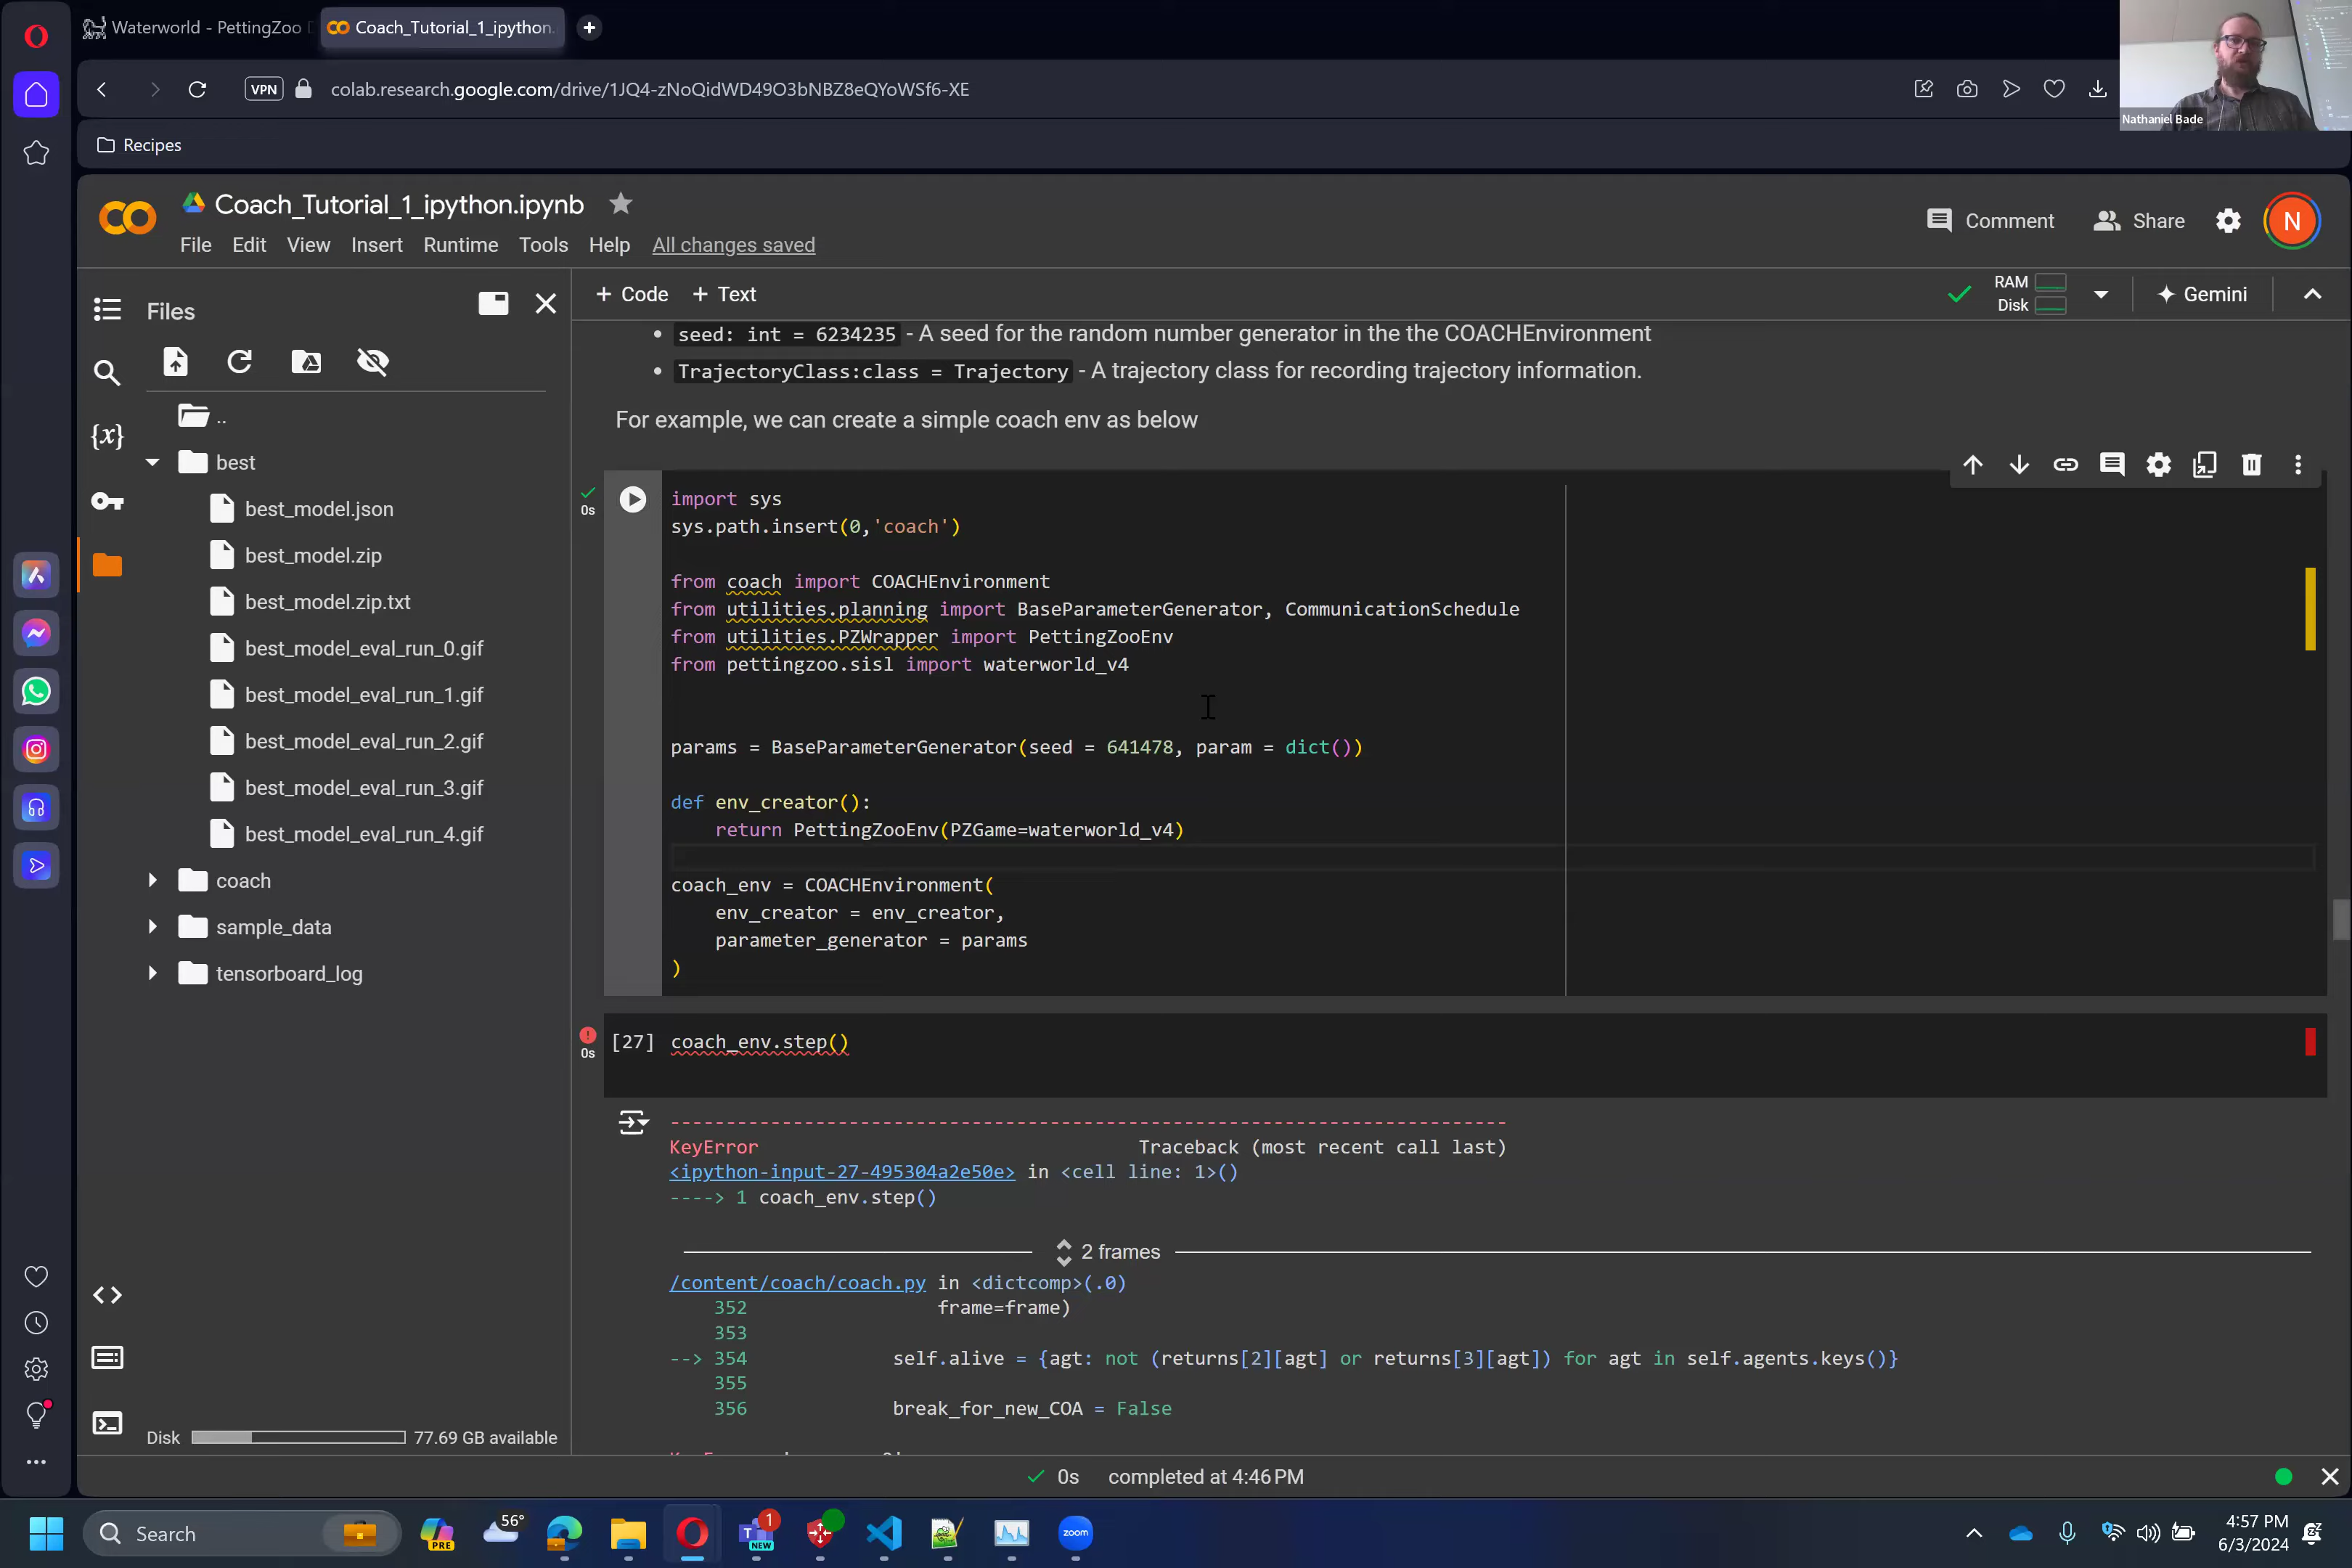 Waterworld - PettingZoo
Coach_Tutorial_1_ipython.
VPN
colab.research.google.com/drive/1JQ4-zNoQidWD49O3bNBZ8eQYoWSf6-XE
Nathaniel Bade
Recipes
Coach_Tutorial_1_ipython.ipynb
Comment
Share
N
File Edit View Insert Runtime Tools Help All changes saved
Files
+ Code + Text
RAM
Disk
Gemini
seed: int = 6234235 - A seed for the random number generator in the the COACHEnvironment
TrajectoryClass:class = Trajectory - A trajectory class for recording trajectory information.
For example, we can create a simple coach env as below
..
best
best_model.json
best_model.zip
best_model.zip.txt
best_model_eval_run_0.gif
best_model_eval_run_1.gif
best_model_eval_run_2.gif
best_model_eval_run_3.gif
best_model_eval_run_4.gif
coach
sample_data
tensorboard_log
Disk 77.69 GB available
{x}
0s
import sys
sys.path.insert(0,'coach')
from coach import COACHEnvironment
from utilities.planning import BaseParameterGenerator, CommunicationSchedule
from utilities.PZWrapper import PettingZooEnv
from pettingzoo.sisl import waterworld_v4
params = BaseParameterGenerator(seed = 641478, param = dict())
def env_creator():
return PettingZooEnv(PZGame=waterworld_v4)
coach_env = COACHEnvironment(
env_creator = env_creator,
parameter_generator = params
)
0s
[27] coach_env.step()
---------------------------------------------------------------------------
KeyError Traceback (most recent call last)
<ipython-input-27-495304a2e50e> in <cell line: 1>()
----> 1 coach_env.step()
2 frames
/content/coach/coach.py in <dictcomp>(.0)
352 frame=frame)
353
--> 354 self.alive = {agt: not (returns[2][agt] or returns[3][agt]) for agt in self.agents.keys()}
355
356 break_for_new_COA = False
0s completed at 4:46 PM
Search
PRE
56°
1
NEW
zoom
4:57 PM
6/3/2024